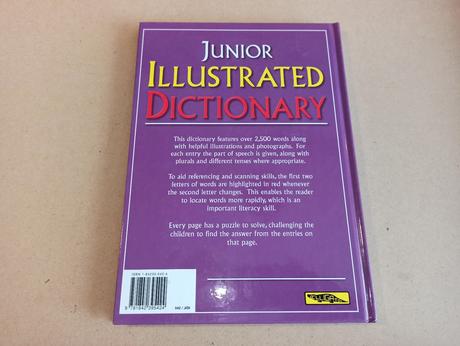 JUNIOR
ILLUSTRATED
DICTIONARY
This dictionary features over 2,500 words along
with helpful illustrations and photographs. For
each entry the part of speech is given, along with
plurals and different tenses where appropriate.
To aid referencing and scanning skills, the first two
letters of words are highlighted in red whenever
the second letter changes. This enables the reader
to locate words more rapidly, which is an
important literacy skill.
Every page has a puzzle to solve, challenging the
children to find the answer from the entries on
that page.
9 781842 395424